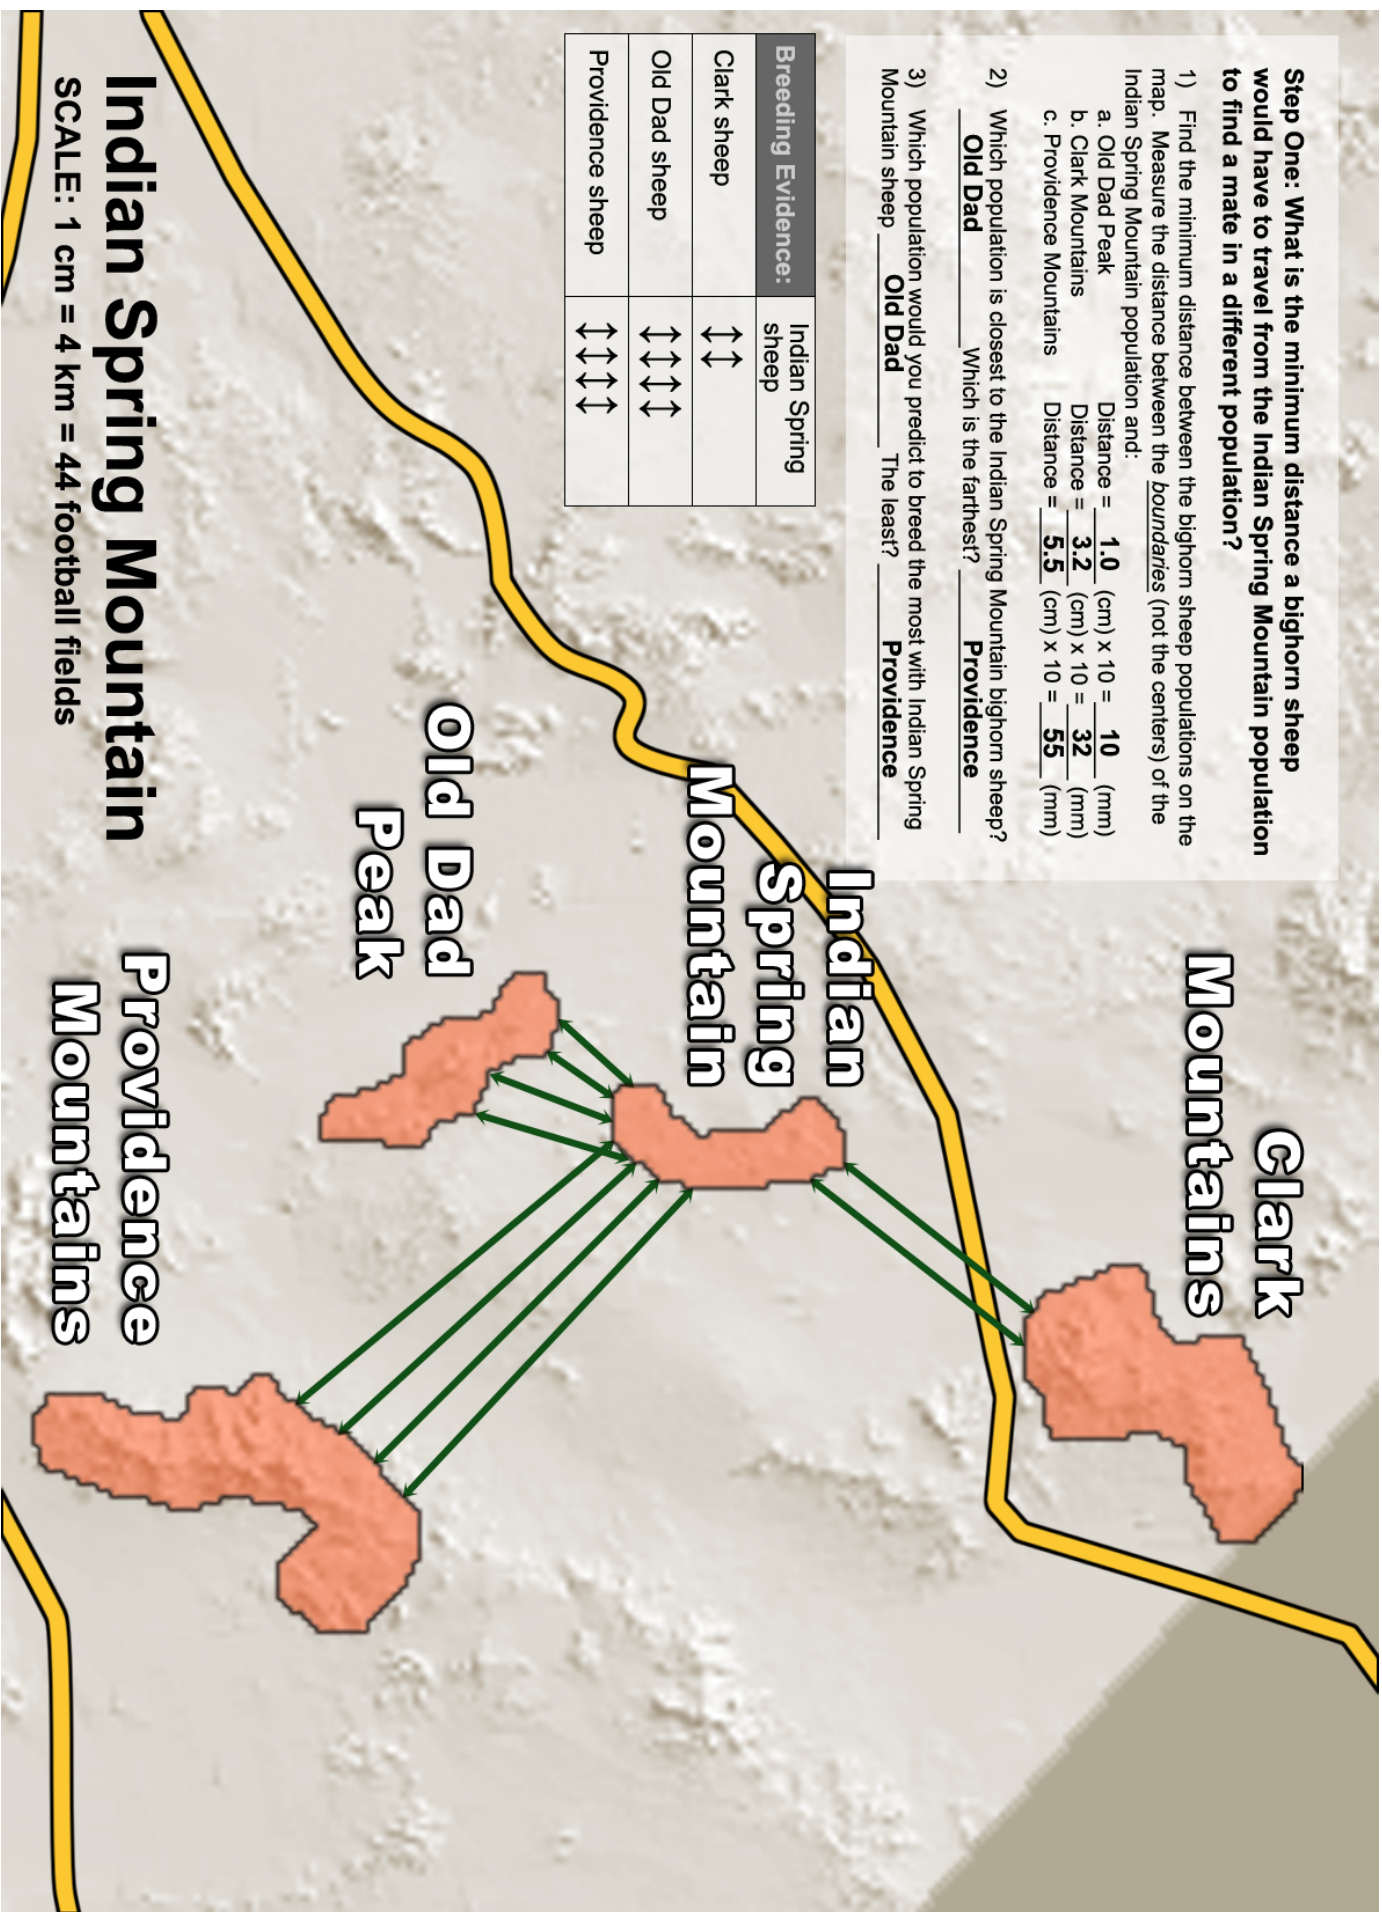 Step One: What is the minimum distance a bighorn sheep
would have to travel from the Indian Spring Mountain population
to find a mate in a different population?
1) Find the minimum distance between the bighorn sheep populations on the
map. Measure the distance between the boundaries (not the centers) of the
Indian Spring Mountain population and:
a. Old Dad Peak Distance = 1.0 (cm) x 10 = 10 (mm)
b. Clark Mountains Distance = 3.2 (cm) x 10 = 32 (mm)
c. Providence Mountains Distance = 5.5 (cm) x 10 = 55 (mm)
2) Which population is closest to the Indian Spring Mountain bighorn sheep?
Old Dad Which is the farthest? Providence
3) Which population would you predict to breed the most with Indian Spring
Mountain sheep Old Dad The least? Providence
Breeding Evidence: Indian Spring
sheep
Clark sheep ↔↔
Old Dad sheep ↔↔↔↔
Providence sheep ↔↔↔↔
Clark
Mountains
Indian
Spring
Mountain
Old Dad
Peak
Providence
Mountains
Indian Spring Mountain
SCALE: 1 cm = 4 km = 44 football fields